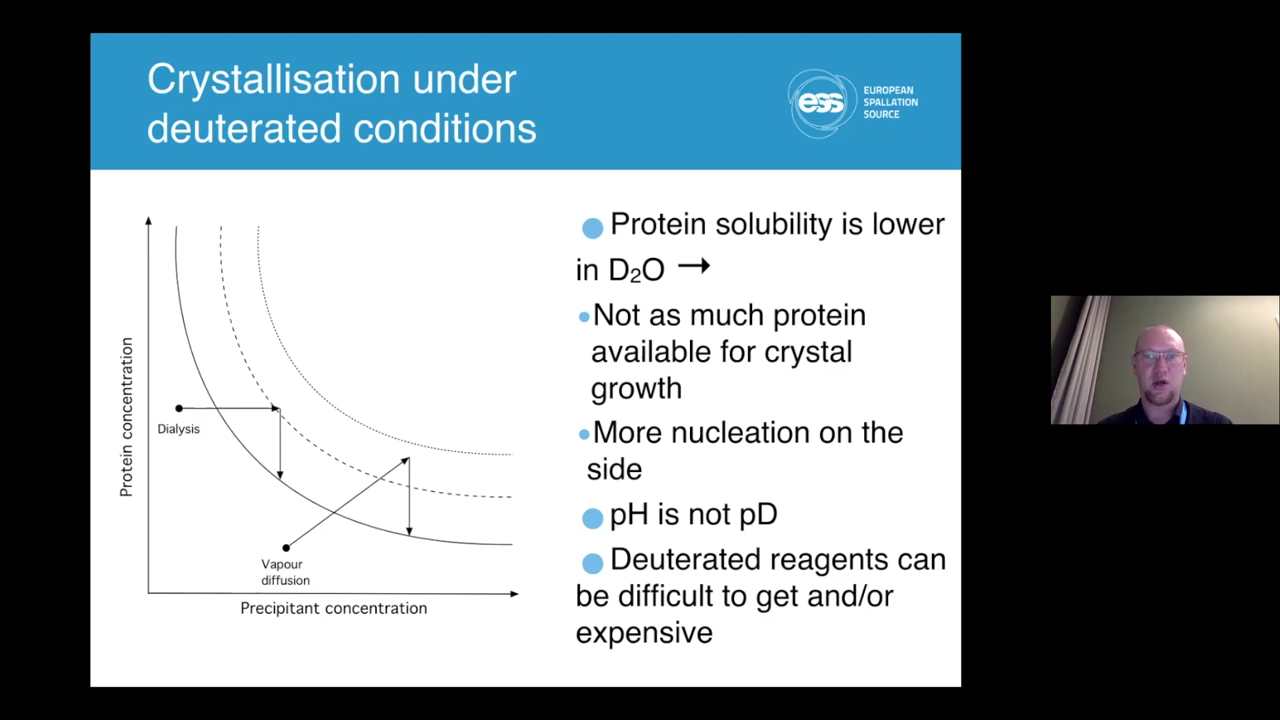 Crystallisation under
deuterated conditions
ess
EUROPEAN
SPALLATION
SOURCE
Protein concentration
Dialysis
Vapour
diffusion
Precipitant concentration
● Protein solubility is lower
in D₂O →
•Not as much protein
available for crystal
growth
•More nucleation on the
side
● pH is not pD
● Deuterated reagents can
be difficult to get and/or
expensive